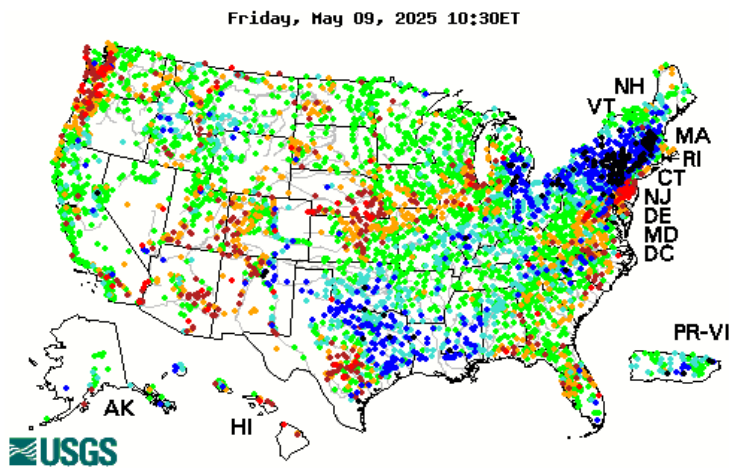 Friday, May 09, 2025 10:30ET
NH
VT
MA
RI
CT
NJ
DE
MD
DC
PR-VI
AK
HI
USGS